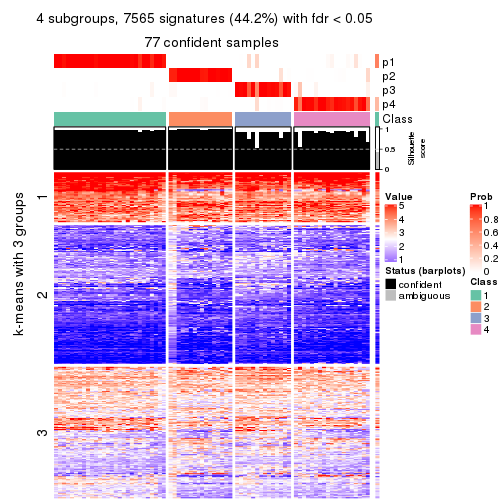 4 subgroups, 7565 signatures (44.2%) with fdr < 0.05
77 confident samples
p1
p2
p3
p4
Class
1
0.5
0
Silhouette
score
k-means with 3 groups
1
2
3
Value
5
4
3
2
1
Status (barplots)
confident
ambiguous
Prob
1
0.8
0.6
0.4
0.2
0
Class
1
2
3
4